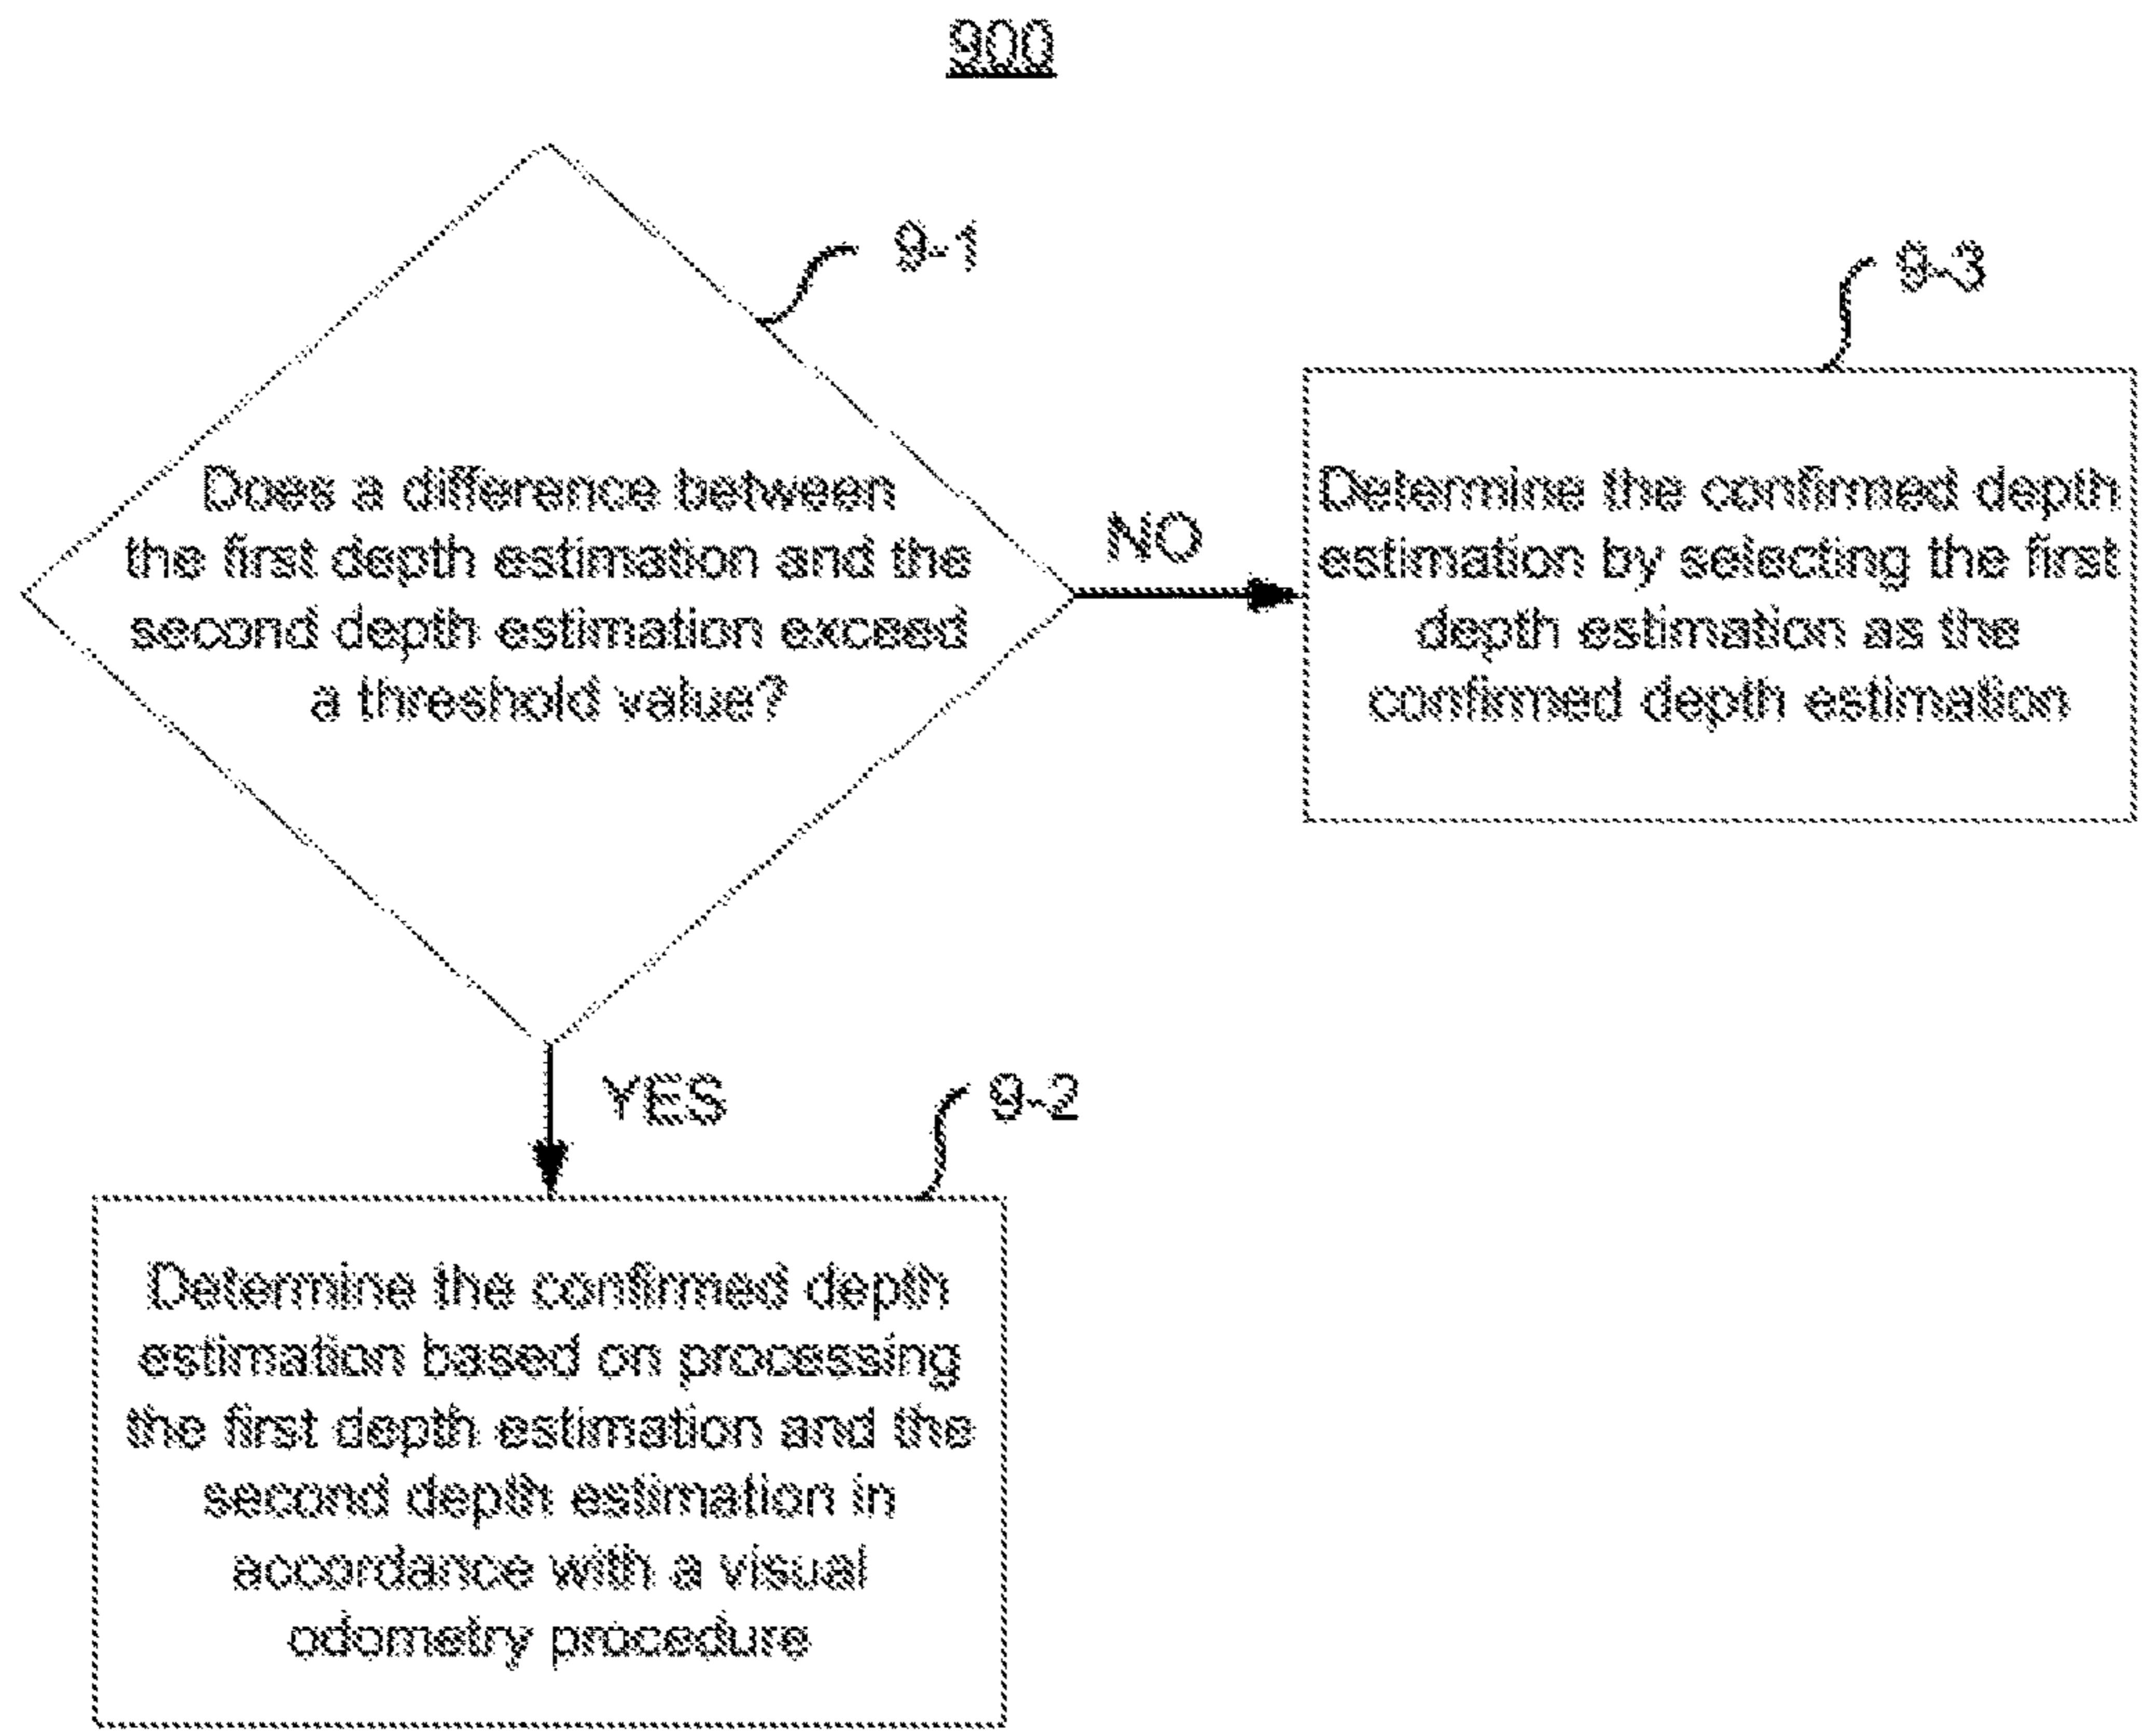 900
9-1
Does a difference between
the first depth estimation and the
second depth estimation exceed
a threshold value?
NO
9-3
Determine the confirmed depth
estimation by selecting the first
depth estimation as the
confirmed depth estimation
YES
9-2
Determine the confirmed depth
estimation based on processing
the first depth estimation and the
second depth estimation in
accordance with a visual
odometry procedure